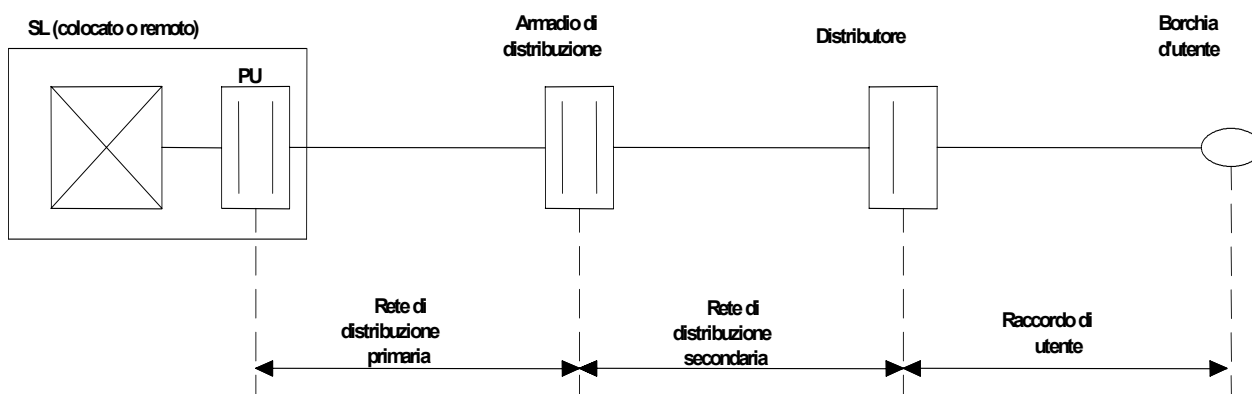 SL (colocato o remoto)
PU
Armadio di
distribuzione
Distributore
Borchia
d'utente
Rete di
distribuzione
primaria
Rete di
distribuzione
secondaria
Raccordo di
utente